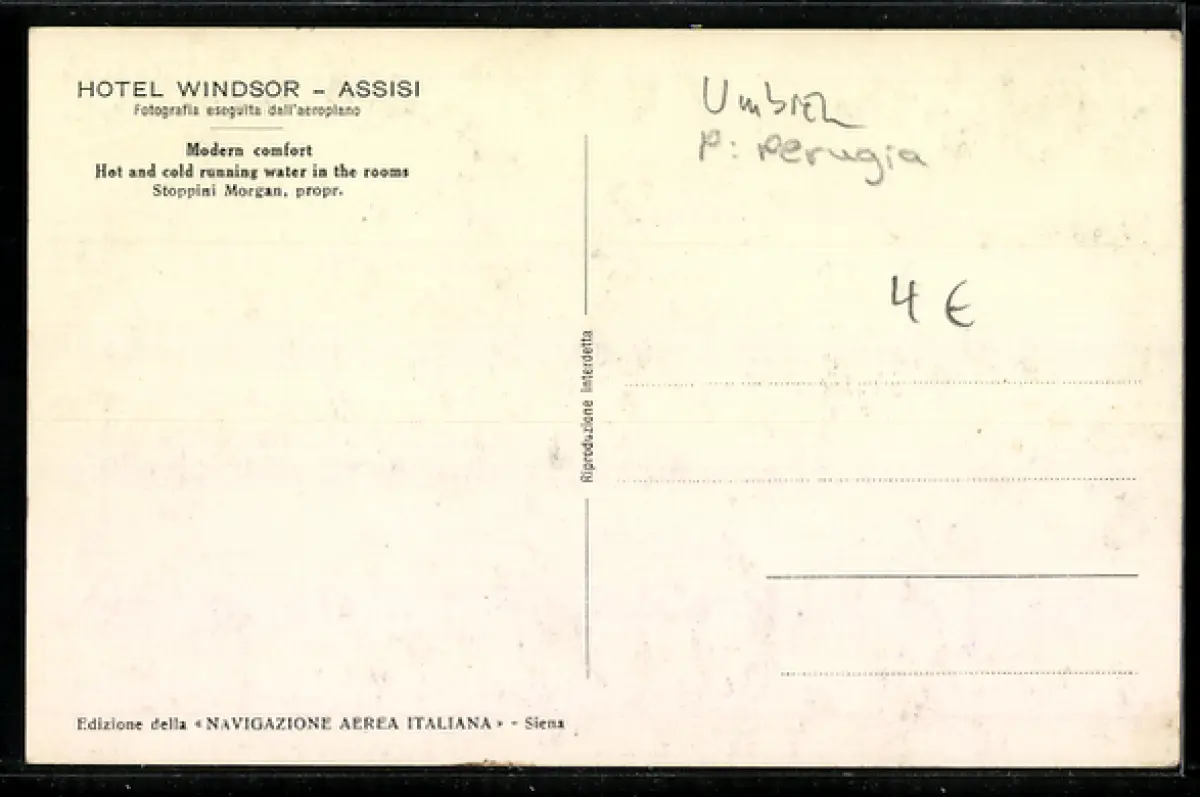 HOTEL WINDSOR - ASSISI
Fotografia eseguita dall'aeroplano
Modern comfort
Hot and cold running water in the rooms
Stoppini Morgan, propr.
Umbrien
P: Perugia
4 €
Riproduzione interdetta
Edizione della «NAVIGAZIONE AEREA ITALIANA» - Siena